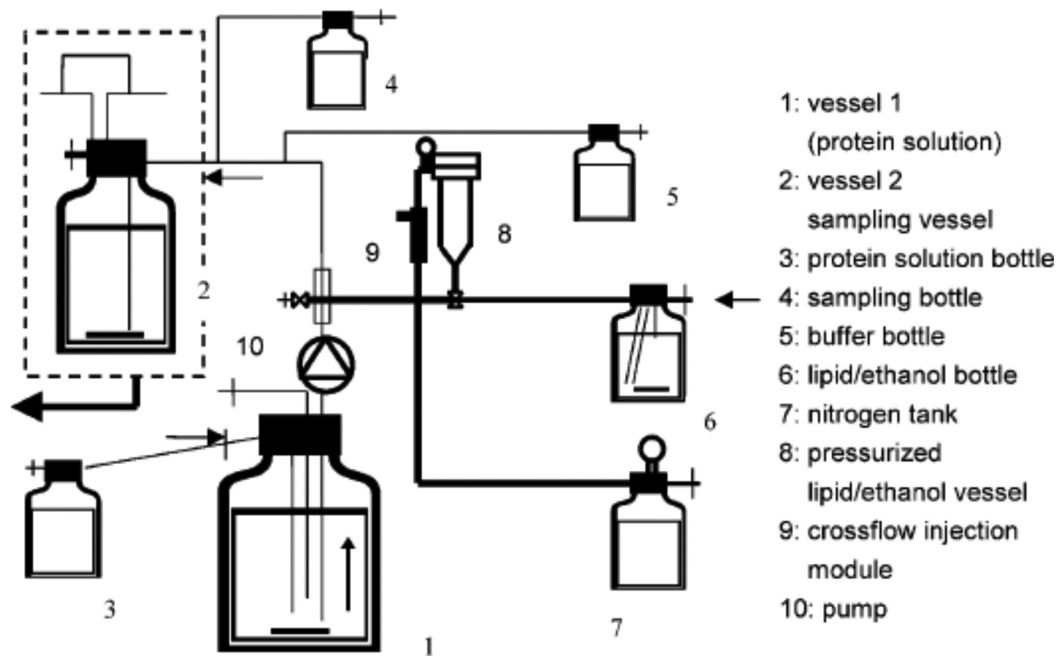 4
5
8
9
2
10
6
3
7
1
1: vessel 1
(protein solution)
2: vessel 2
sampling vessel
3: protein solution bottle
4: sampling bottle
5: buffer bottle
6: lipid/ethanol bottle
7: nitrogen tank
8: pressurized
lipid/ethanol vessel
9: crossflow injection
module
10: pump